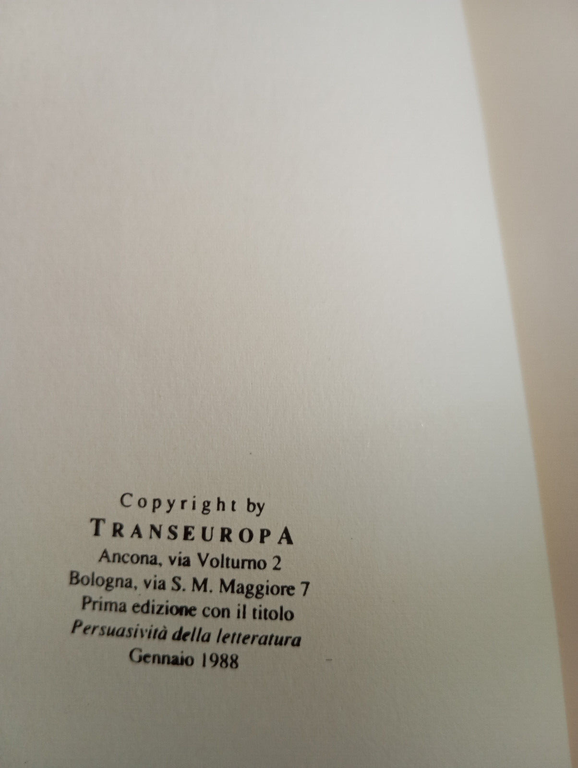 Copyright by
TRANSEUROPA
Ancona, via Volturno 2
Bologna, via S. M. Maggiore 7
Prima edizione con il titolo
Persuasività della letteratura
Gennaio 1988